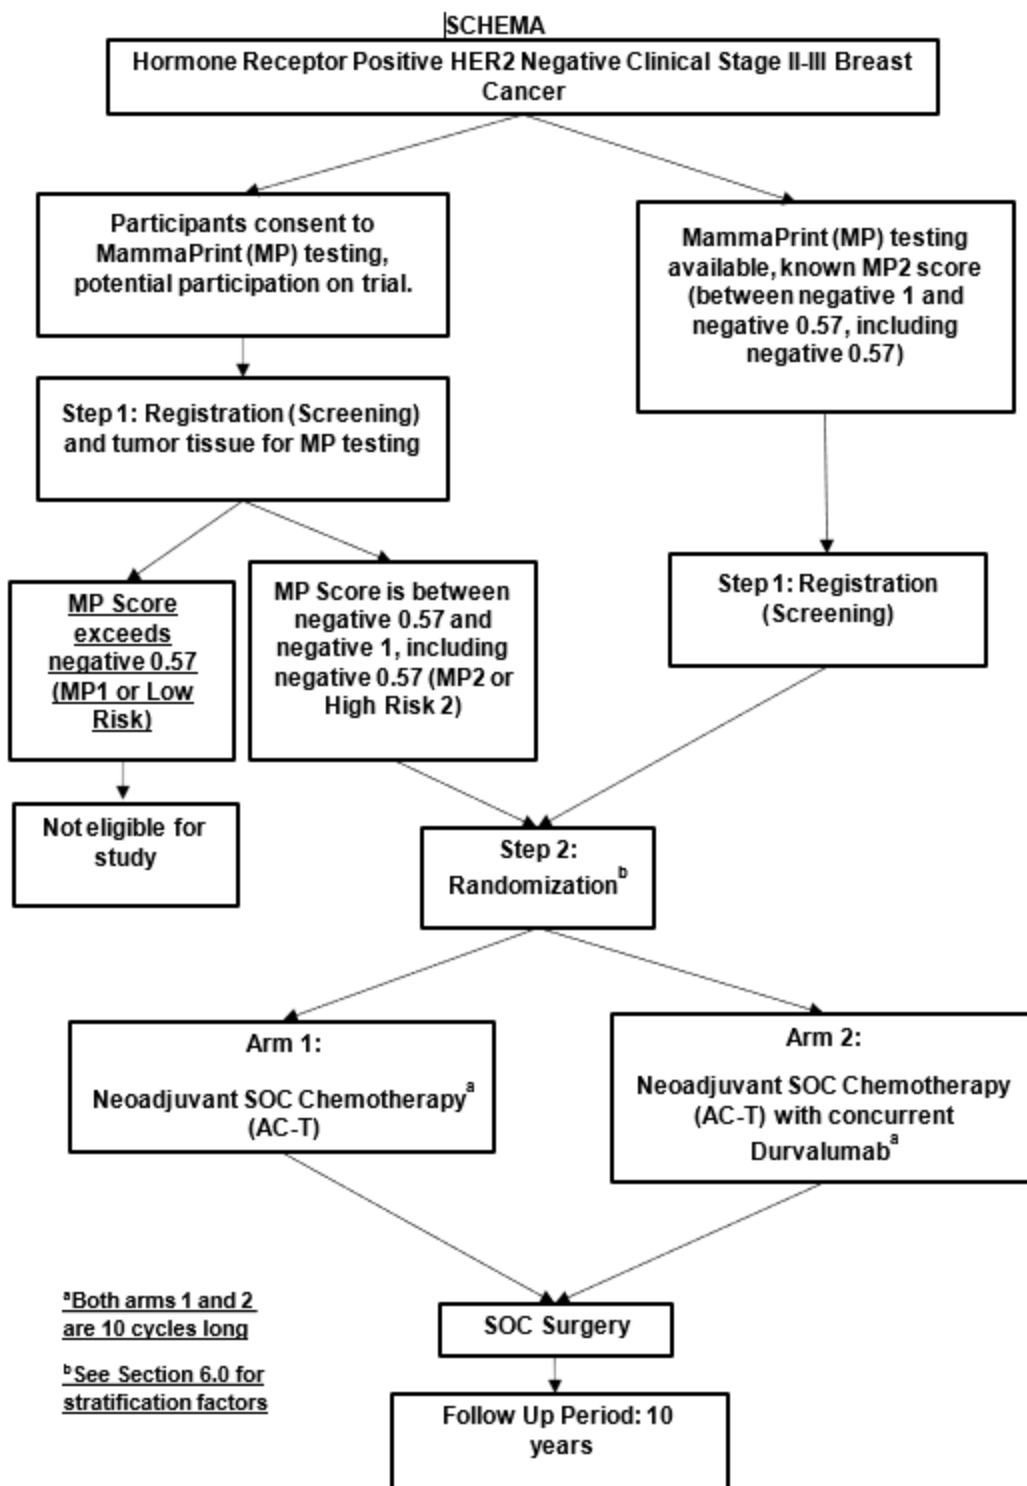 SCHEMA
Hormone Receptor Positive HER2 Negative Clinical Stage II-III Breast
Cancer
Participants consent to
MammaPrint (MP) testing,
potential participation on trial.
MammaPrint (MP) testing
available, known MP2 score
(between negative 1 and
negative 0.57, including
negative 0.57)
Step 1: Registration (Screening)
and tumor tissue for MP testing
MP Score
exceeds
negative 0.57
(MP1 or Low
Risk)
MP Score is between
negative 0.57 and
negative 1, including
negative 0.57 (MP2 or
High Risk 2)
Step 1: Registration
(Screening)
Not eligible for
study
Step 2:
Randomization^b
Arm 1:
Neoadjuvant SOC Chemotherapy^a
(AC-T)
Arm 2:
Neoadjuvant SOC Chemotherapy
(AC-T) with concurrent
Durvalumab^a
^aBoth arms 1 and 2
are 10 cycles long
^bSee Section 6.0 for
stratification factors
SOC Surgery
Follow Up Period: 10
years